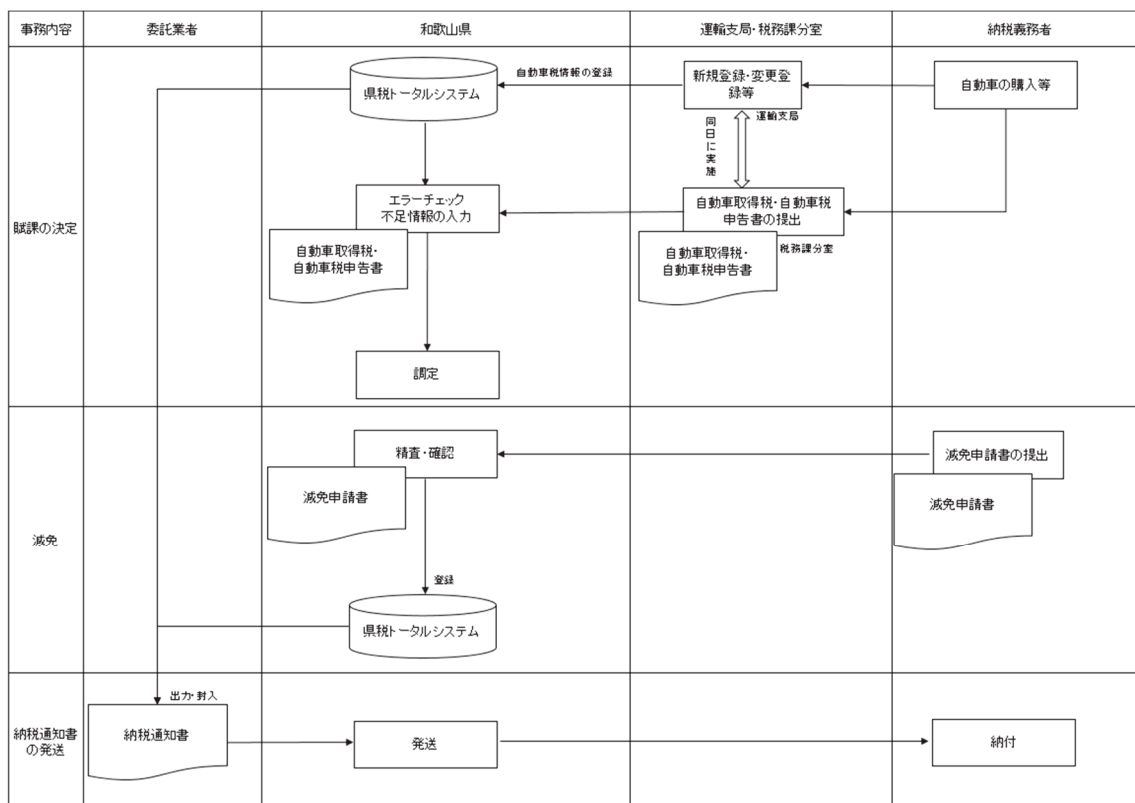 事務内容
委託業者
和歌山県
運輸支局・税務課分室
納税義務者
賦課の決定
県税トータルシステム
自動車税情報の登録
新規登録・変更登
録等
自動車の購入等
運輸支局
同日に実施
エラーチェック
不足情報の入力
自動車取得税・自動車税
申告書の提出
自動車取得税・
自動車税申告書
自動車取得税・
自動車税申告書
税務課分室
調定
減免
精査・確認
減免申請書の提出
減免申請書
減免申請書
登録
県税トータルシステム
納税通知書
の発送
出力・封入
納税通知書
発送
納付